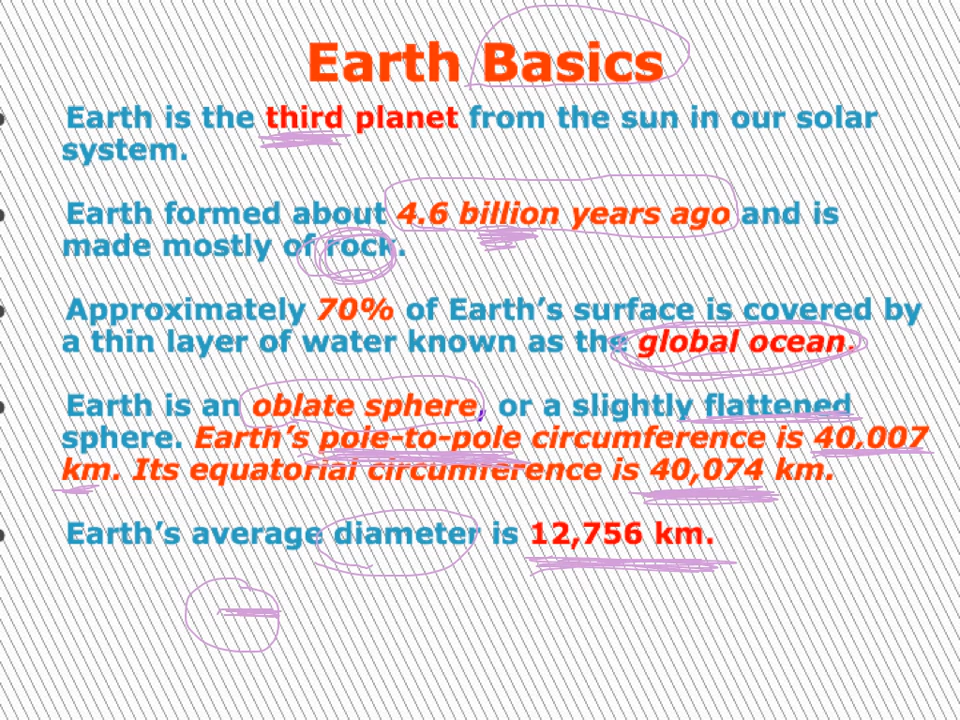 Earth Basics
Earth is the third planet from the sun in our solar
system.
Earth formed about 4.6 billion years ago and is
made mostly of rock.
Approximately 70% of Earth’s surface is covered by
a thin layer of water known as the global ocean.
Earth is an oblate sphere, or a slightly flattened
sphere. Earth’s pole-to-pole circumference is 40,007
km. Its equatorial circumference is 40,074 km.
Earth’s average diameter is 12,756 km.